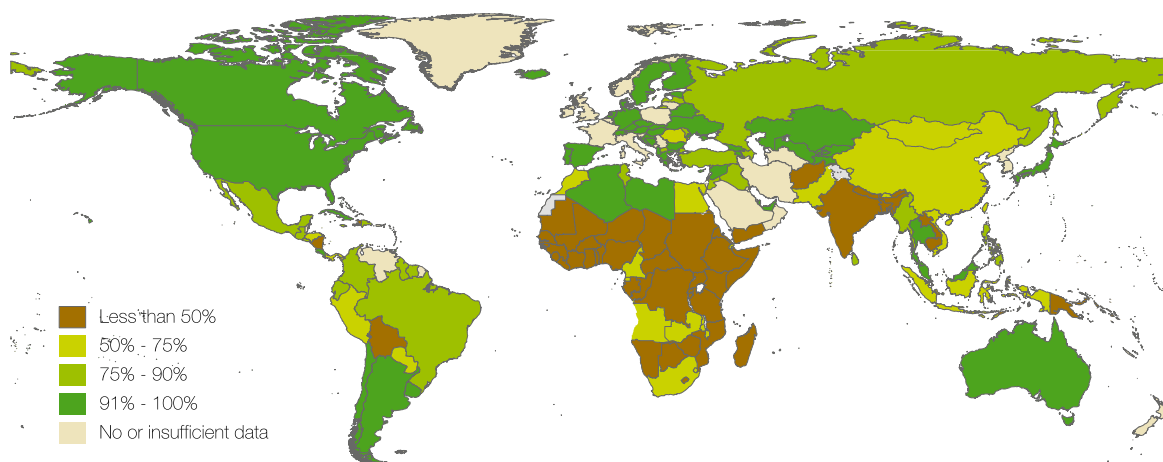 Less than 50%
50% - 75%
75% - 90%
91% - 100%
No or insufficient data